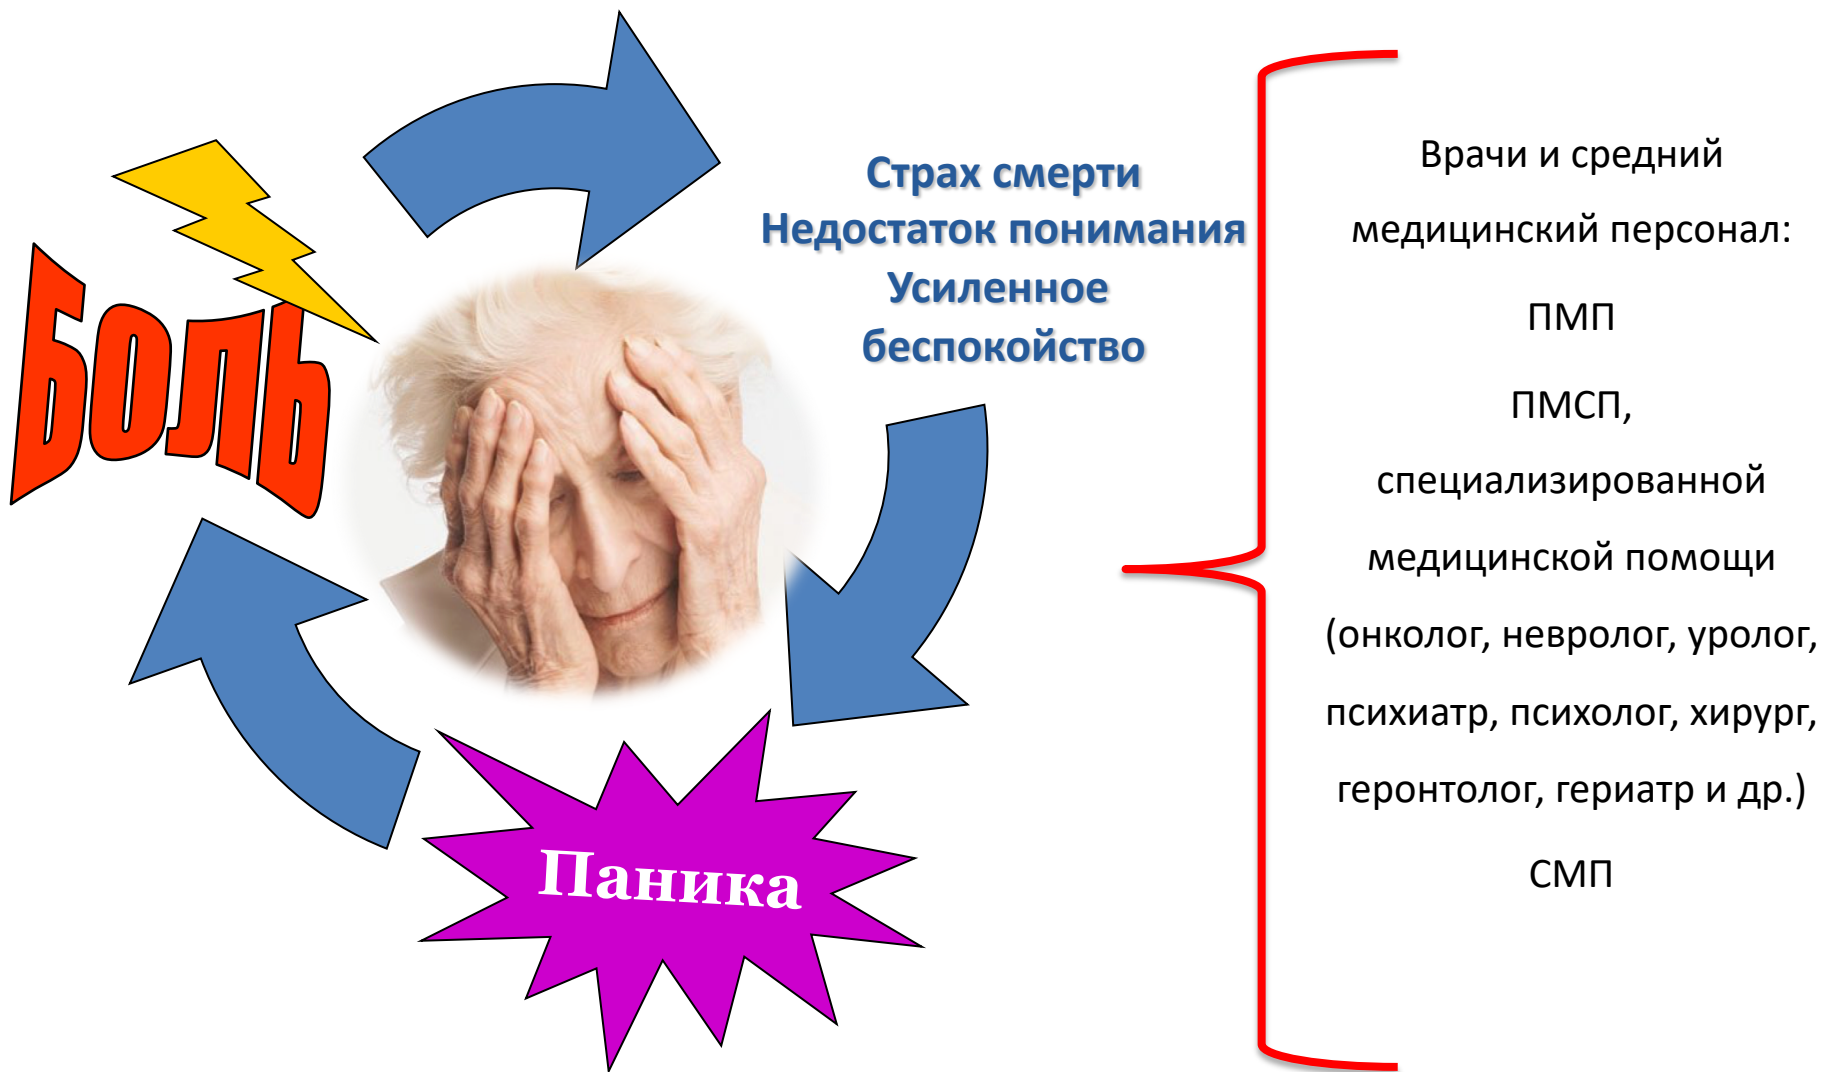 Боль
Страх смерти
Недостаток понимания
Усиленное
беспокойство
Паника
Врачи и средний
медицинский персонал:
ПМП
ПМСП,
специализированной
медицинской помощи
(онколог, невролог, уролог,
психиатр, психолог, хирург,
геронтолог, гериатр и др.)
СМП